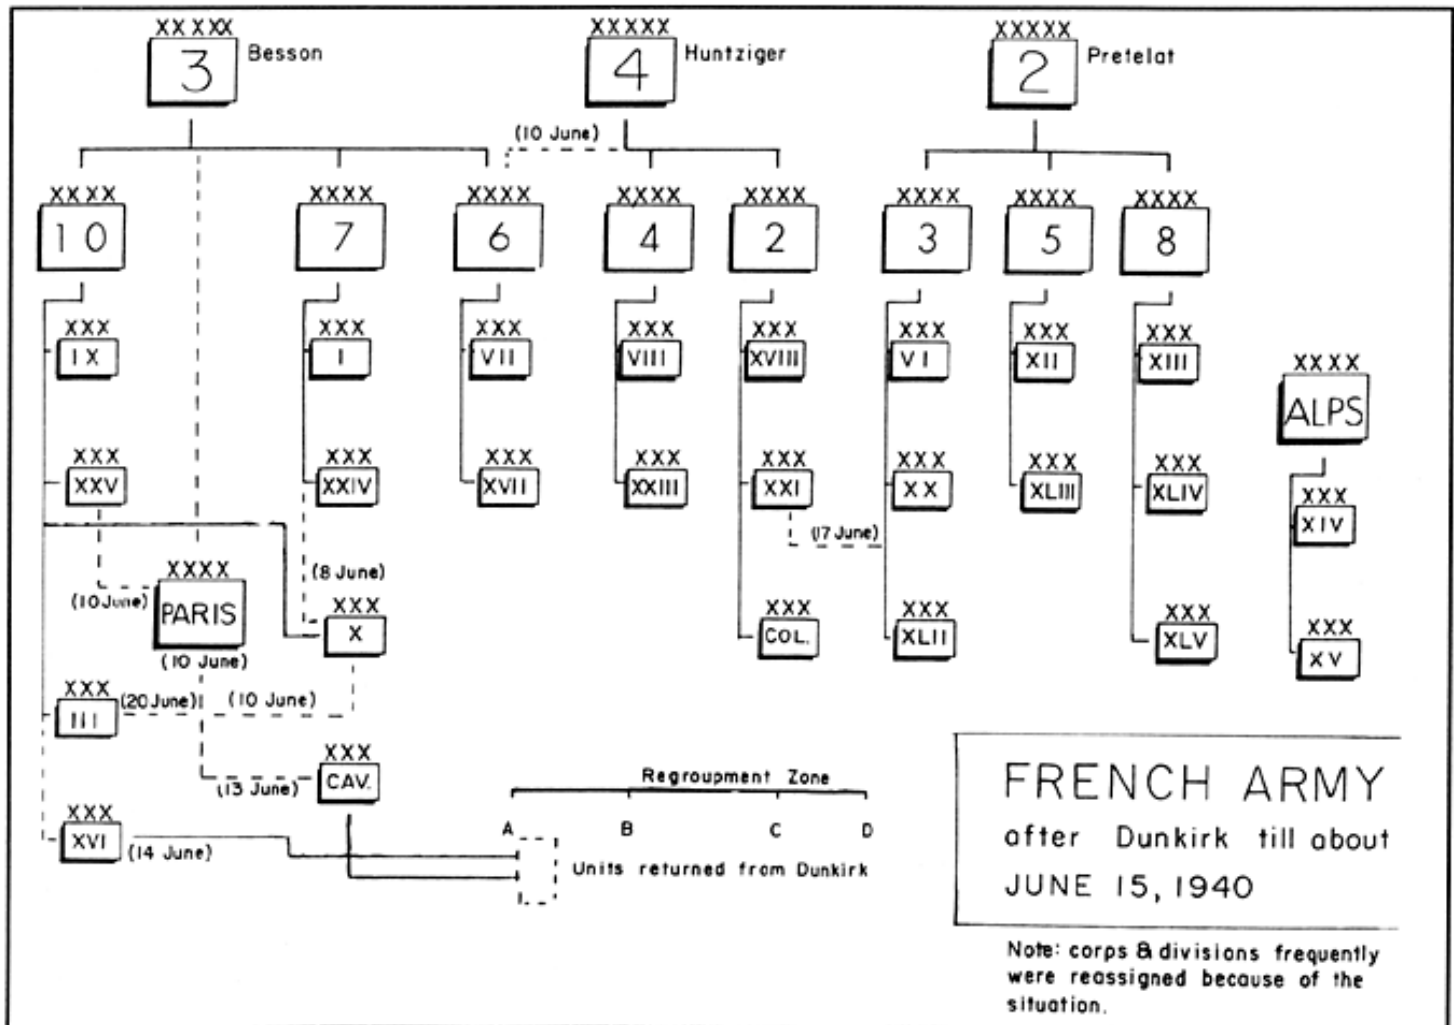 XXXXX XXXXX XXXXX
3 Besson 4 Huntziger 2 Pretelat
(10 June)
XXXX XXXX XXXX XXXX XXXX XXXX XXXX XXXX
10 7 6 4 2 3 5 8
XXX XXX XXX XXX XXX XXX XXX XXX
IX I VII VIII XVIII VI XII XIII
XXXX
ALPS
XXX XXX XXX XXX XXX XXX XXX XXX
XXV XXIV XVII XXIII XXI XX XLIII XLIV
XXX
XIV
(17 June)
(8 June)
XXXX
(10 June) PARIS
(10 June)
XXX XXX XXX XXX XXX
X COL. XLII XLV XV
XXX
III (20 June) (10 June)
XXX
CAV.
(13 June)
XXX
XVI (14 June)
Regroupment Zone
A B C D
Units returned from Dunkirk
FRENCH ARMY
after Dunkirk till about
JUNE 15, 1940
Note: corps & divisions frequently
were reassigned because of the
situation.